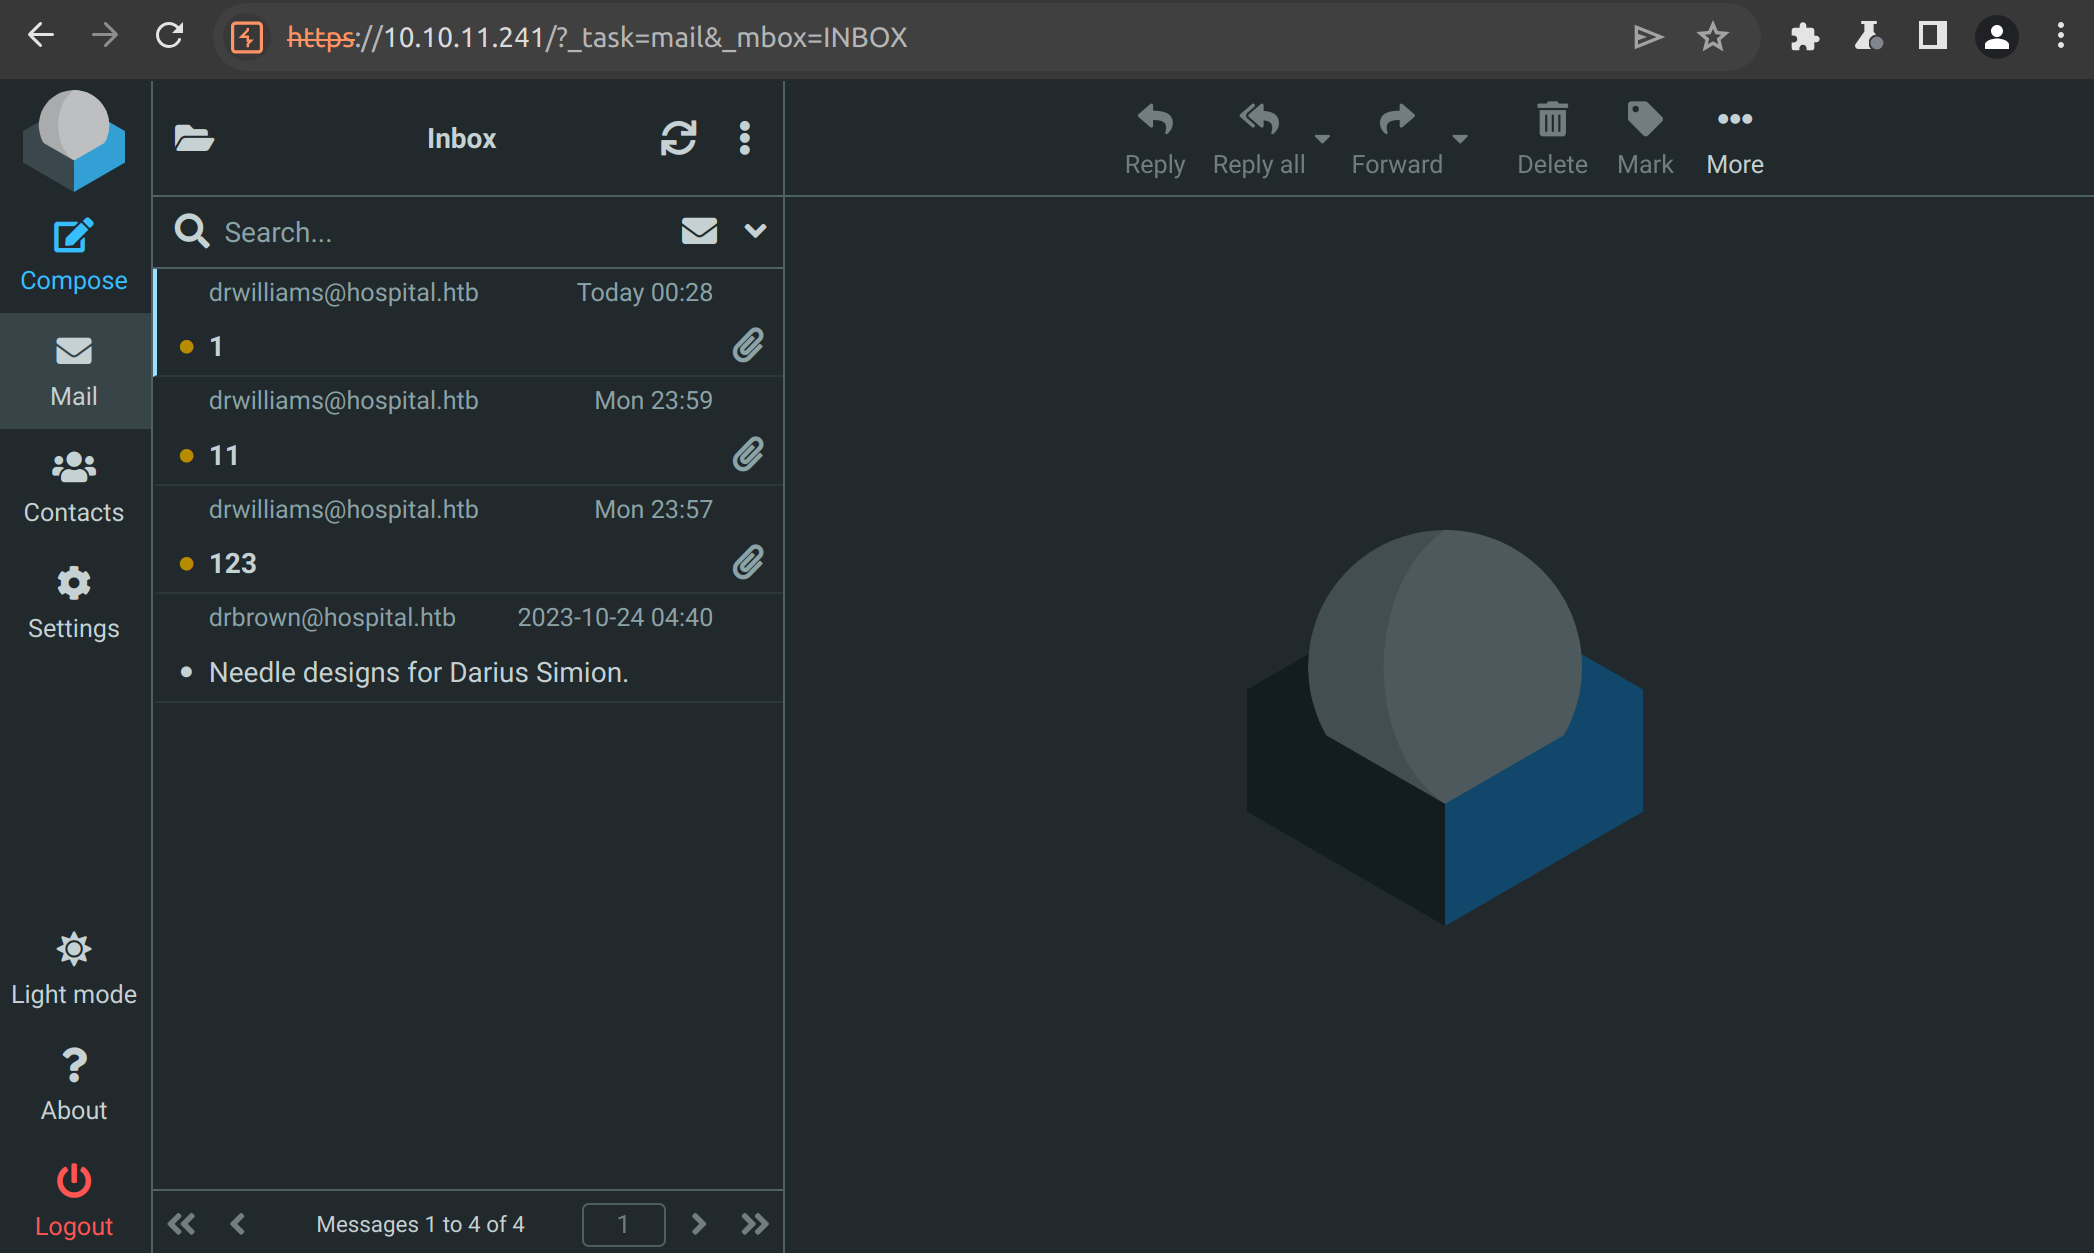 https://10.10.11.241/?_task=mail&_mbox=INBOX
Inbox
Reply
Reply all
Forward
Delete
Mark
More
Search...
Compose
Mail
Contacts
Settings
Light mode
About
Logout
drwilliams@hospital.htb Today 00:28
1
drwilliams@hospital.htb Mon 23:59
11
drwilliams@hospital.htb Mon 23:57
123
drbrown@hospital.htb 2023-10-24 04:40
Needle designs for Darius Simion.
Messages 1 to 4 of 4
1